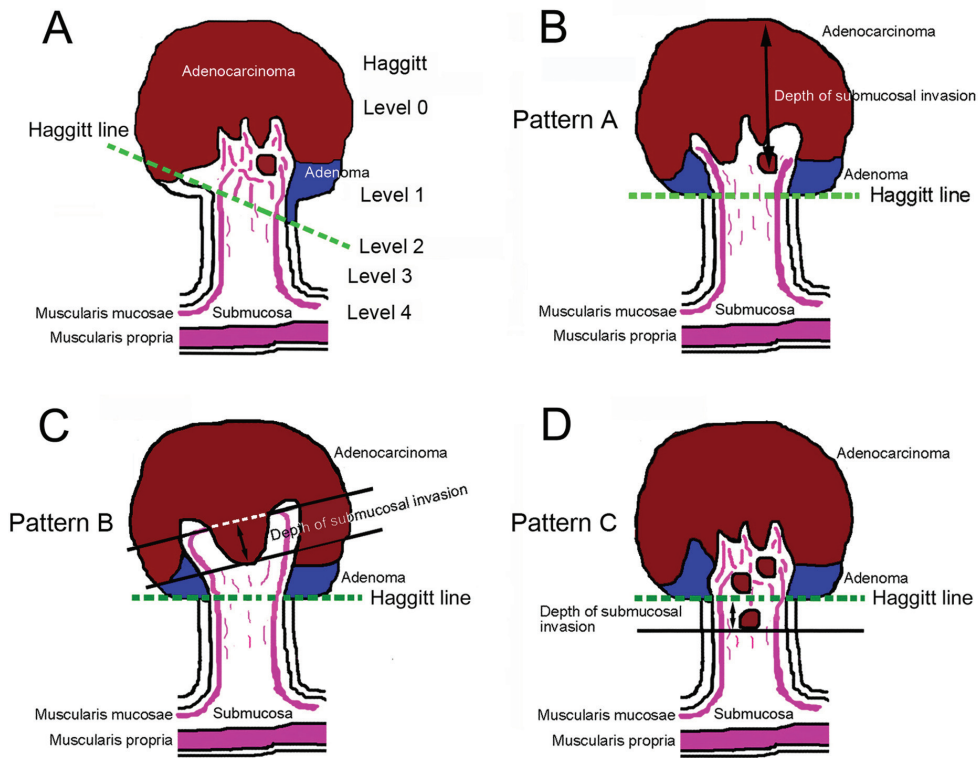 A
Adenocarcinoma
Haggitt
Level 0
Haggitt line
Adenoma
Level 1
Level 2
Level 3
Level 4
Muscularis mucosae
Submucosa
Muscularis propria
B
Adenocarcinoma
Pattern A
Depth of submucosal invasion
Adenoma
Haggitt line
Muscularis mucosae
Submucosa
Muscularis propria
C
Adenocarcinoma
Pattern B
Depth of submucosal invasion
Adenoma
Haggitt line
Muscularis mucosae
Submucosa
Muscularis propria
D
Adenocarcinoma
Pattern C
Adenoma
Haggitt line
Depth of submucosal
invasion
Muscularis mucosae
Submucosa
Muscularis propria